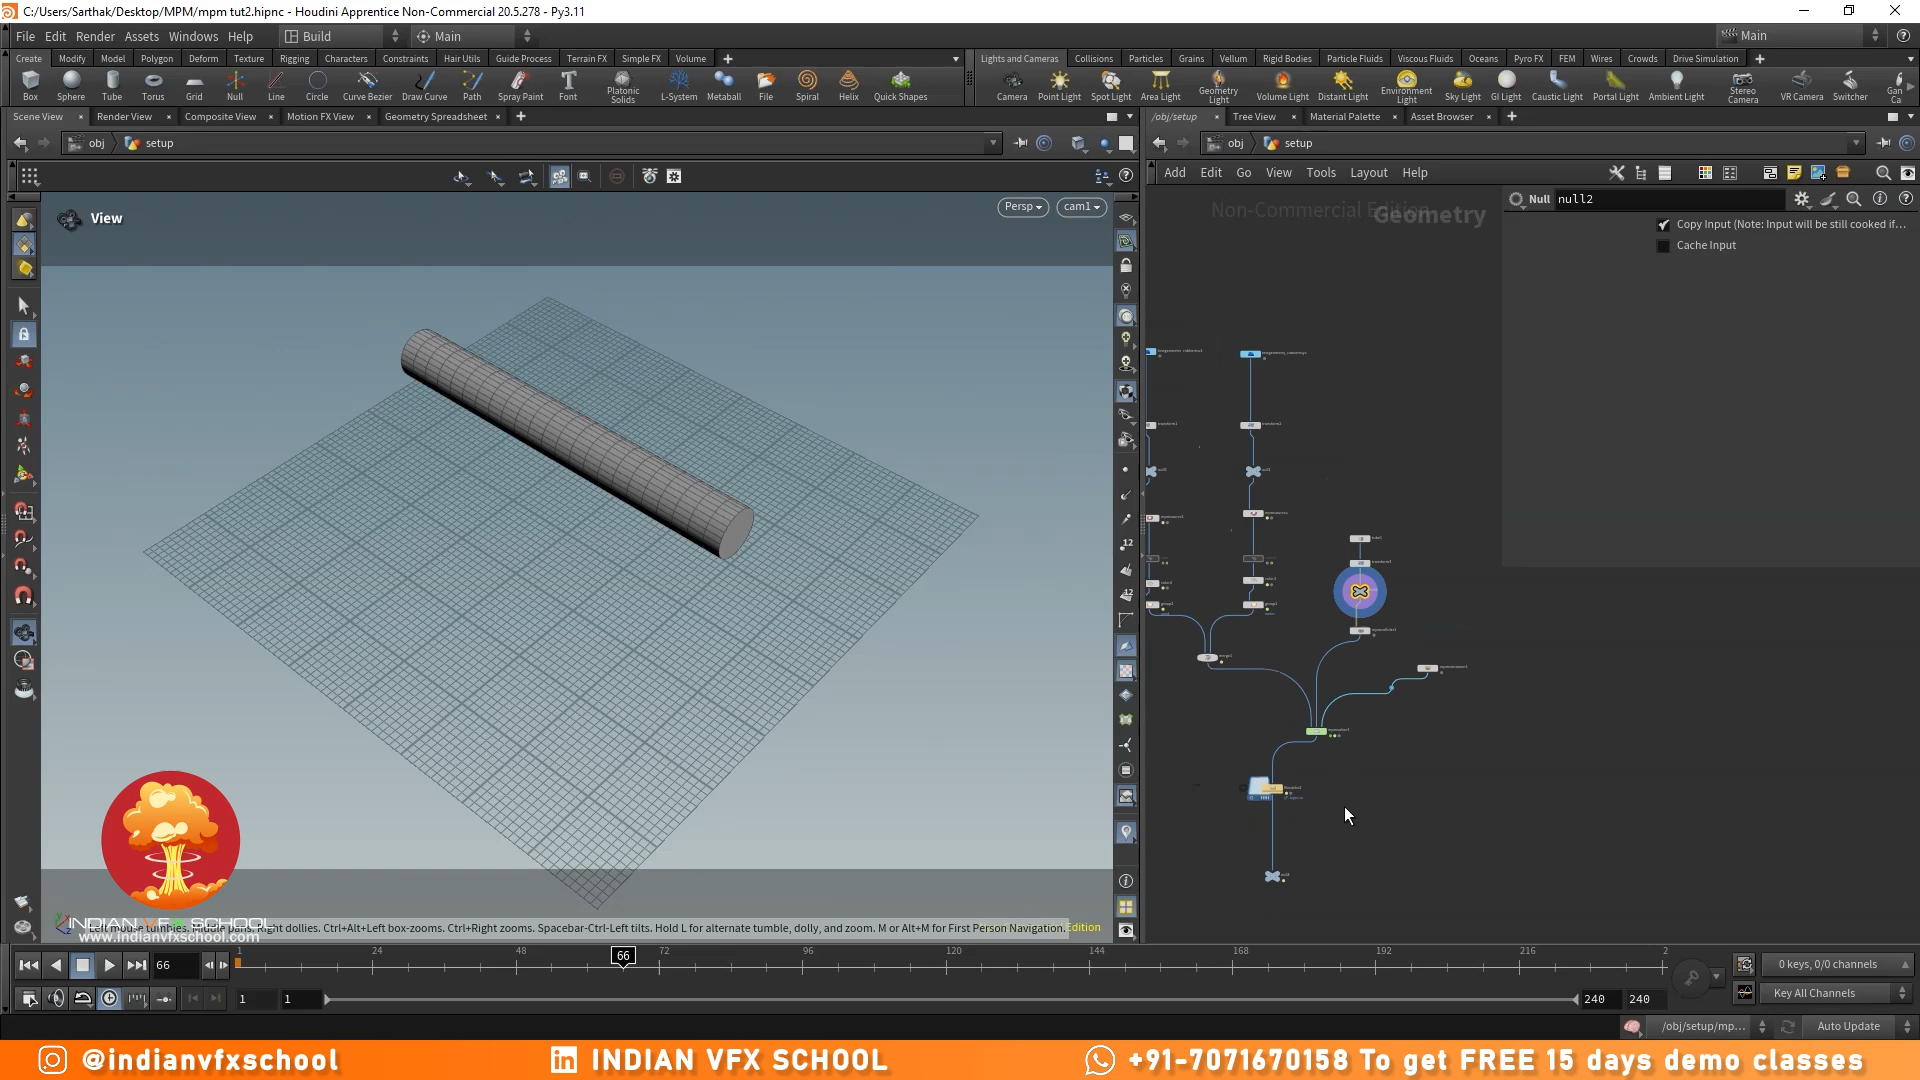 C:/Users/Sarthak/Desktop/MPM/mpm tut2.hipnc - Houdini Apprentice Non-Commercial 20.5.278 - Py3.11
File Edit Render Assets Windows Help Build Main Main
Create Modify Model Polygon Deform Texture Rigging Characters Constraints Hair Utils Guide Process Terrain FX Simple FX Volume
Lights and Cameras Collisions Particles Grains Vellum Rigid Bodies Particle Fluids Viscous Fluids Oceans Pyro FX FEM Wires Crowds Drive Simulation
Box Sphere Tube Torus Grid Null Line Circle Curve Bezier Draw Curve Path Spray Paint Font Platonic Solids L-System Metaball File Spiral Helix Quick Shapes
Camera Point Light Spot Light Area Light Geometry Light Volume Light Distant Light Environment Light Sky Light GI Light Caustic Light Portal Light Ambient Light Stereo Camera VR Camera Switcher Gan Ca
Scene View Render View Composite View Motion FX View Geometry Spreadsheet
/obj/setup Tree View Material Palette Asset Browser
obj setup
obj setup
Add Edit Go View Tools Layout Help
View
Persp cam1
Non-Commercial Edition
Geometry
Null null2
Copy Input (Note: Input will be still cooked if...
Cache Input
12
12
INDIAN VFX SCHOOL
www.indianvfxschool.com
Left mouse tumbles. Middle pans. Right dollies. Ctrl+Alt+Left box-zooms. Ctrl+Right zooms. Spacebar-Ctrl-Left tilts. Hold L for alternate tumble, dolly, and zoom. M or Alt+M for First Person Navigation. Edition
66
1 24 48 66 72 96 120 144 168 192 216 2
0 keys, 0/0 channels
1 1 240 240
Key All Channels
/obj/setup/mp... Auto Update
@indianvfxschool
in INDIAN VFX SCHOOL
+91-7071670158 To get FREE 15 days demo classes